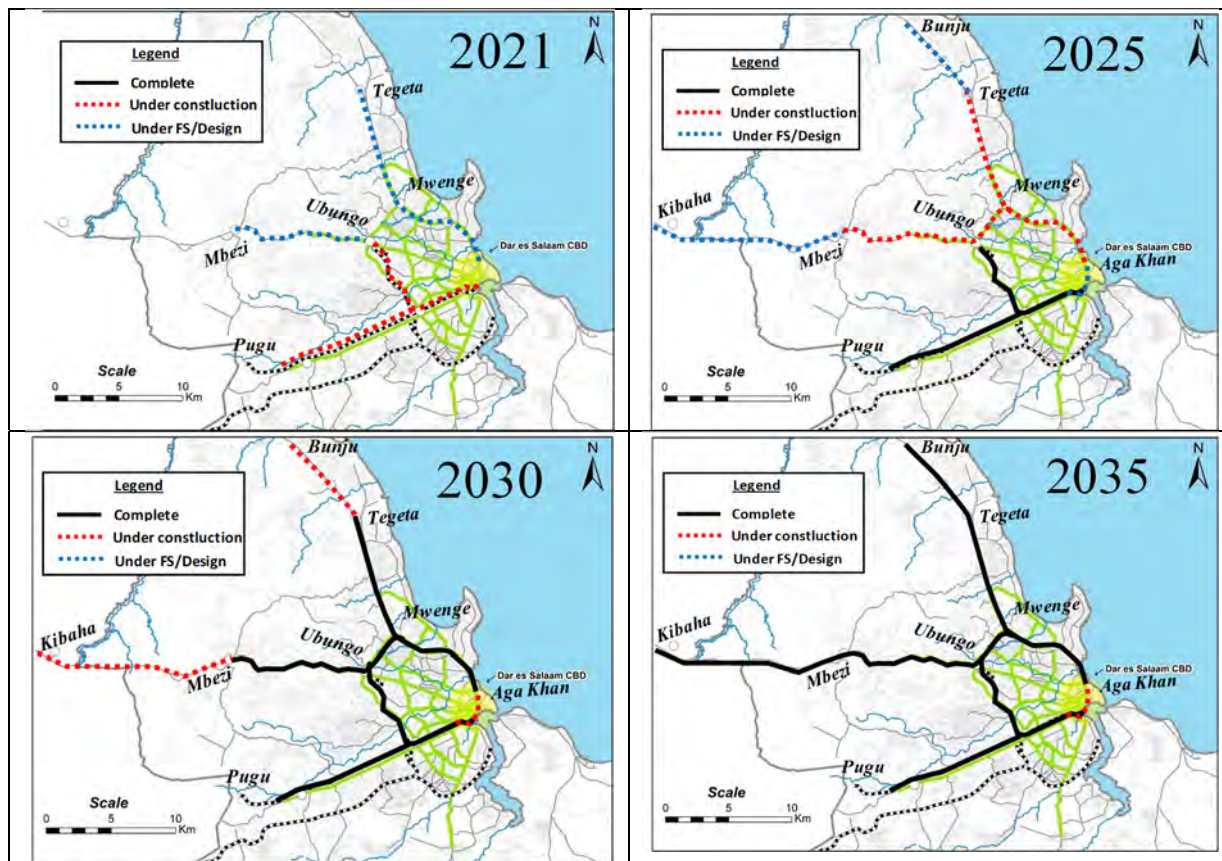 2021
N
Legend
Complete
Under constluction
Under FS/Design
Tegeta
Mwenge
Ubungo
Dar es Salaam CBD
Mbezi
Pugu
Scale
0 5 10
Km
2025
N
Legend
Complete
Under constluction
Under FS/Design
Bunju
Tegeta
Mwenge
Kibaha
Ubungo
Dar es Salaam CBD
Mbezi
Aga Khan
Pugu
Scale
0 5 10
Km
2030
N
Legend
Complete
Under constluction
Under FS/Design
Bunju
Tegeta
Mwenge
Kibaha
Ubungo
Dar es Salaam CBD
Mbezi
Aga Khan
Pugu
Scale
0 5 10
Km
2035
N
Legend
Complete
Under constluction
Under FS/Design
Bunju
Tegeta
Mwenge
Kibaha
Ubungo
Dar es Salaam CBD
Mbezi
Aga Khan
Pugu
Scale
0 5 10
Km